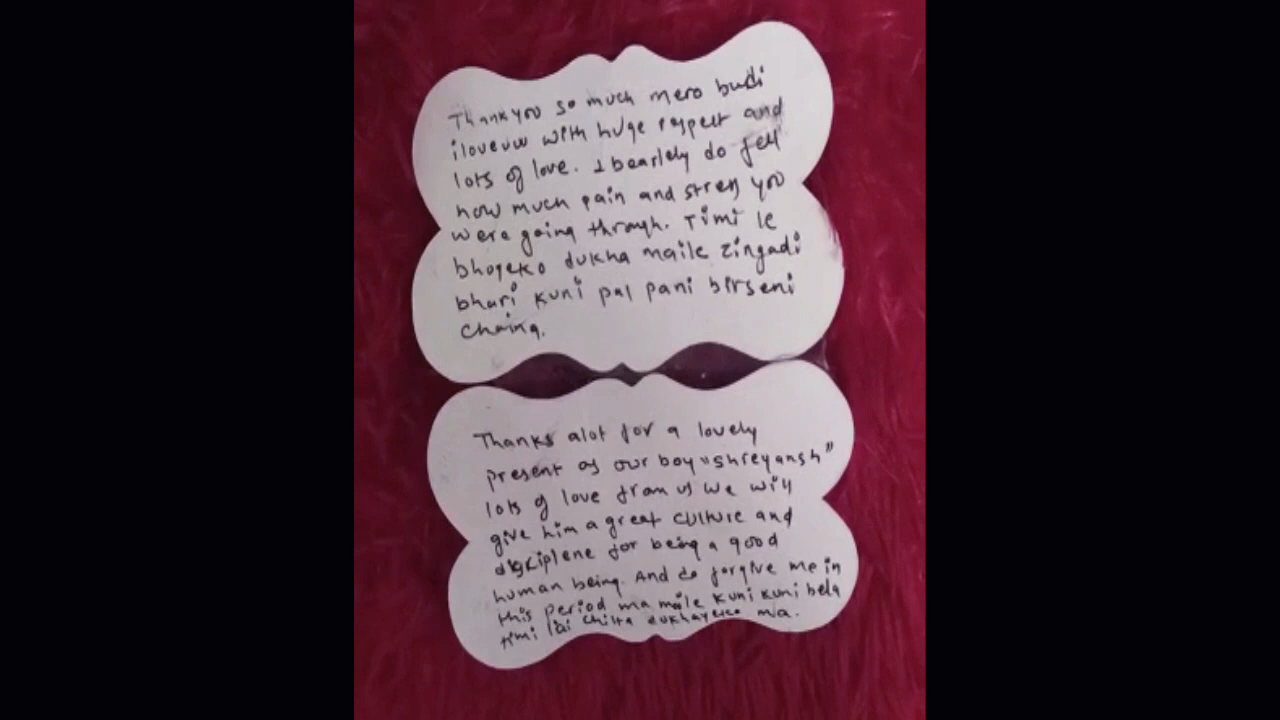 Thankyou so much mero budi
iloveuu with huge respect and
lots of love. I bearlely do fell
how much pain and stress you
were going through. Timi le
bhogeko dukha maile zingadi
bhari kuni pal pani birseni
chaina.
Thanks alot for a lovely
present as our boy "shreyansh"
lots of love from us we will
give him a great culture and
disciplene for being a good
human being. And do forgive me in
this period ma maile kuni kuni bela
timi lai chitta dukhayeko ma.